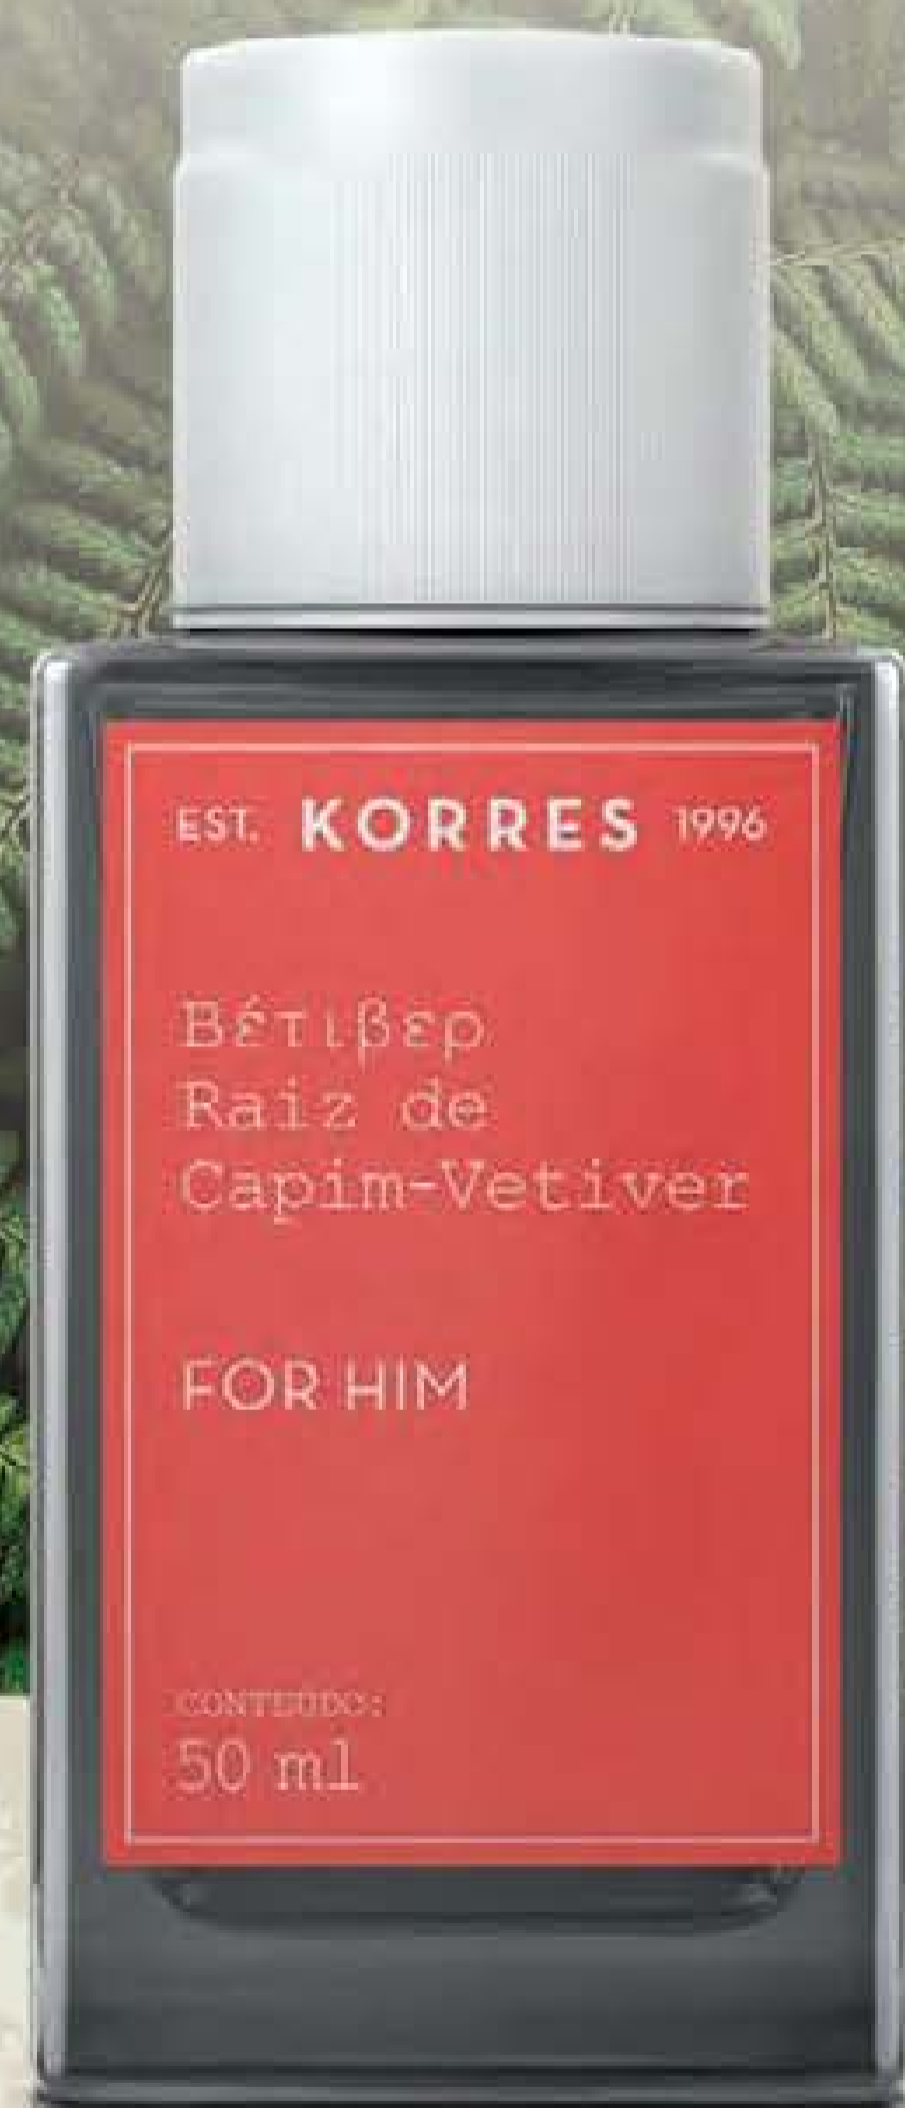 EST. KORRES 1996
Βέτιβερ
Raiz de
Capim-Vetiver
FOR HIM
CONTEÚDO:
50 ml